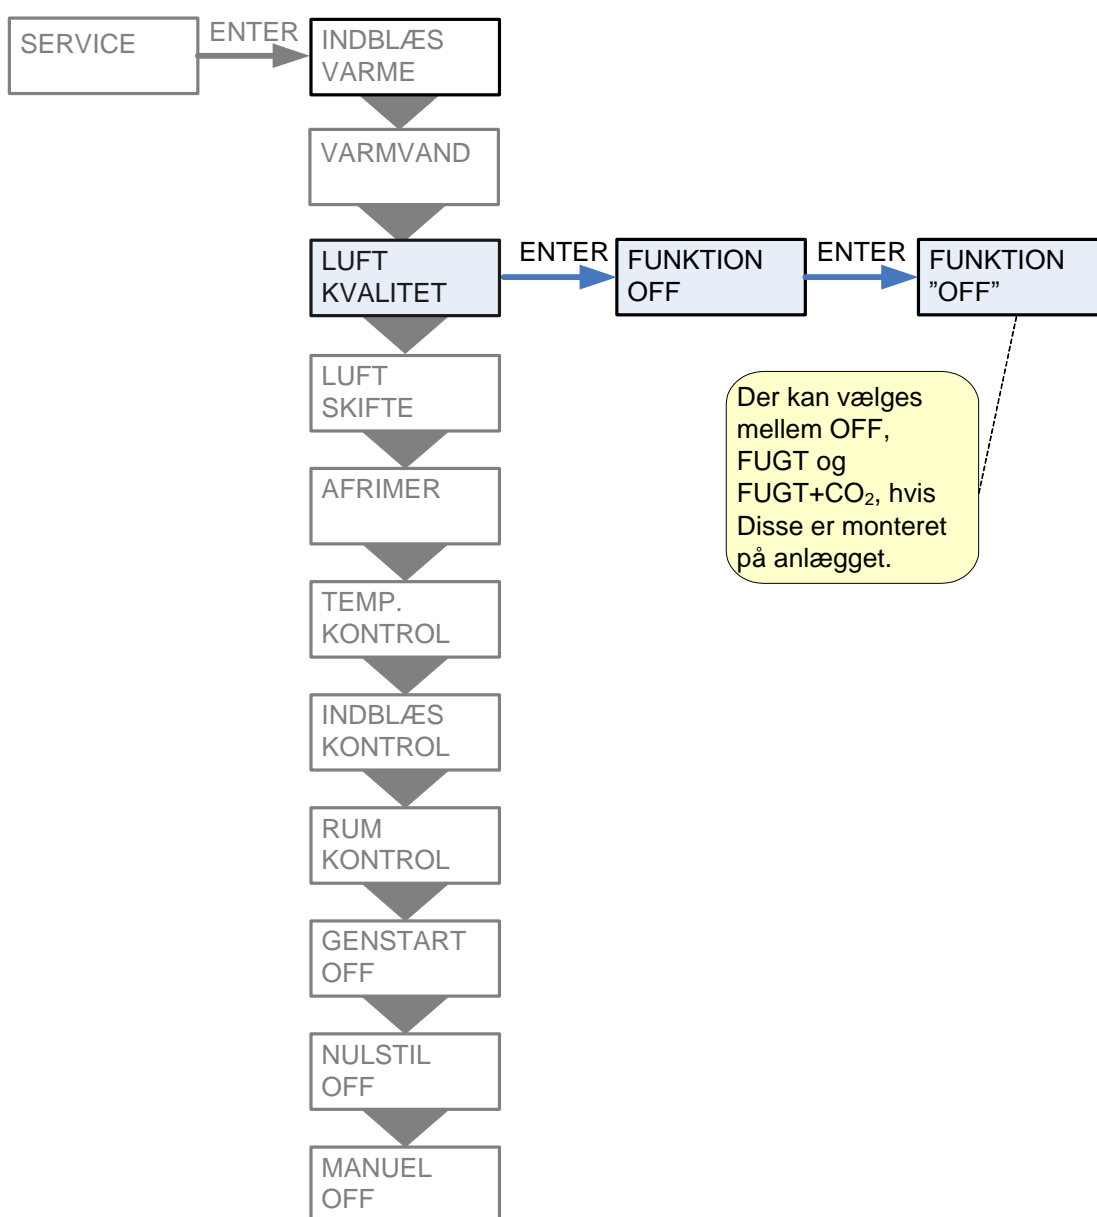 SERVICE
ENTER
INDBLÆS
VARME
VARMVAND
LUFT
KVALITET
ENTER
FUNKTION
OFF
ENTER
FUNKTION
”OFF”
Der kan vælges
mellem OFF,
FUGT og
FUGT+CO₂, hvis
Disse er monteret
på anlægget.
LUFT
SKIFTE
AFRIMER
TEMP.
KONTROL
INDBLÆS
KONTROL
RUM
KONTROL
GENSTART
OFF
NULSTIL
OFF
MANUEL
OFF